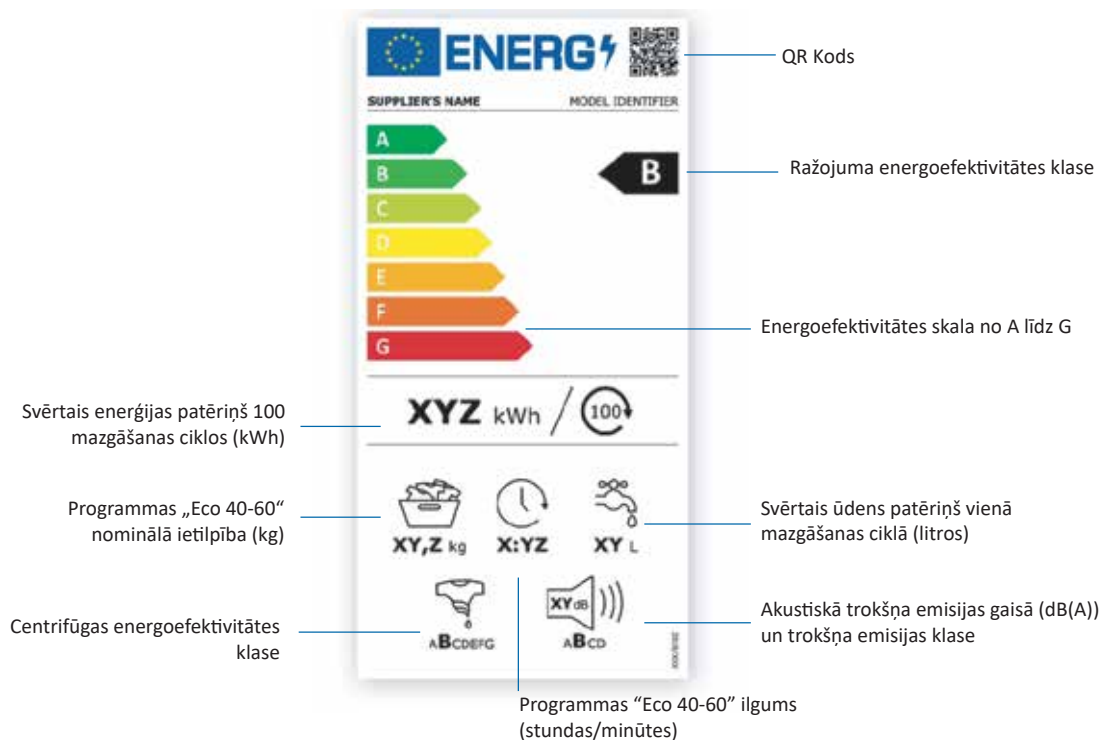 ENERG
QR Kods
SUPPLIER'S NAME MODEL IDENTIFIER
A
B
B
Ražojuma energoefektivitātes klase
C
D
E
F
Energoefektivitātes skala no A līdz G
G
XYZ kWh / 100
Svērtais enerģijas patēriņš 100
mazgāšanas ciklos (kWh)
Programmas „Eco 40-60“
nominālā ietilpība (kg)
XY,Z kg X:YZ XY L
Svērtais ūdens patēriņš vienā
mazgāšanas ciklā (litros)
XY dB
Centrifūgas energoefektivitātes
klase
ABCDEFG ABCD
Akustiskā trokšņa emisijas gaisā (dB(A))
un trokšņa emisijas klase
Programmas “Eco 40-60” ilgums
(stundas/minūtes)